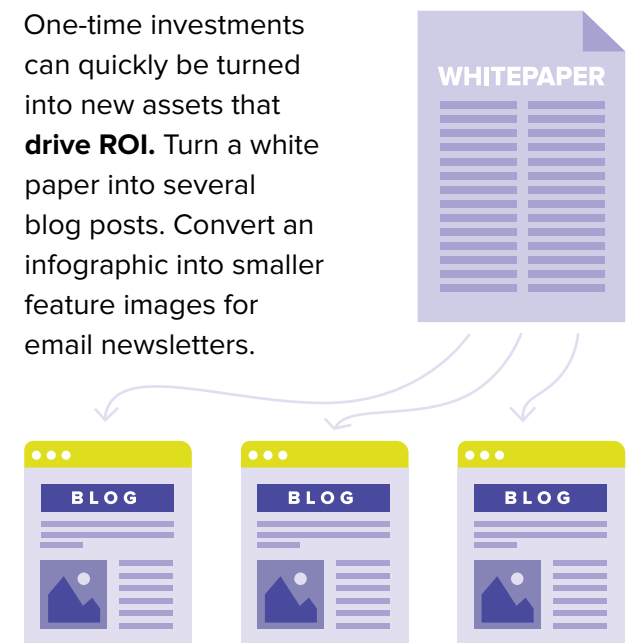 One-time investments
can quickly be turned
into new assets that
drive ROI. Turn a white
paper into several
blog posts. Convert an
infographic into smaller
feature images for
email newsletters.
WHITEPAPER
BLOG
BLOG
BLOG